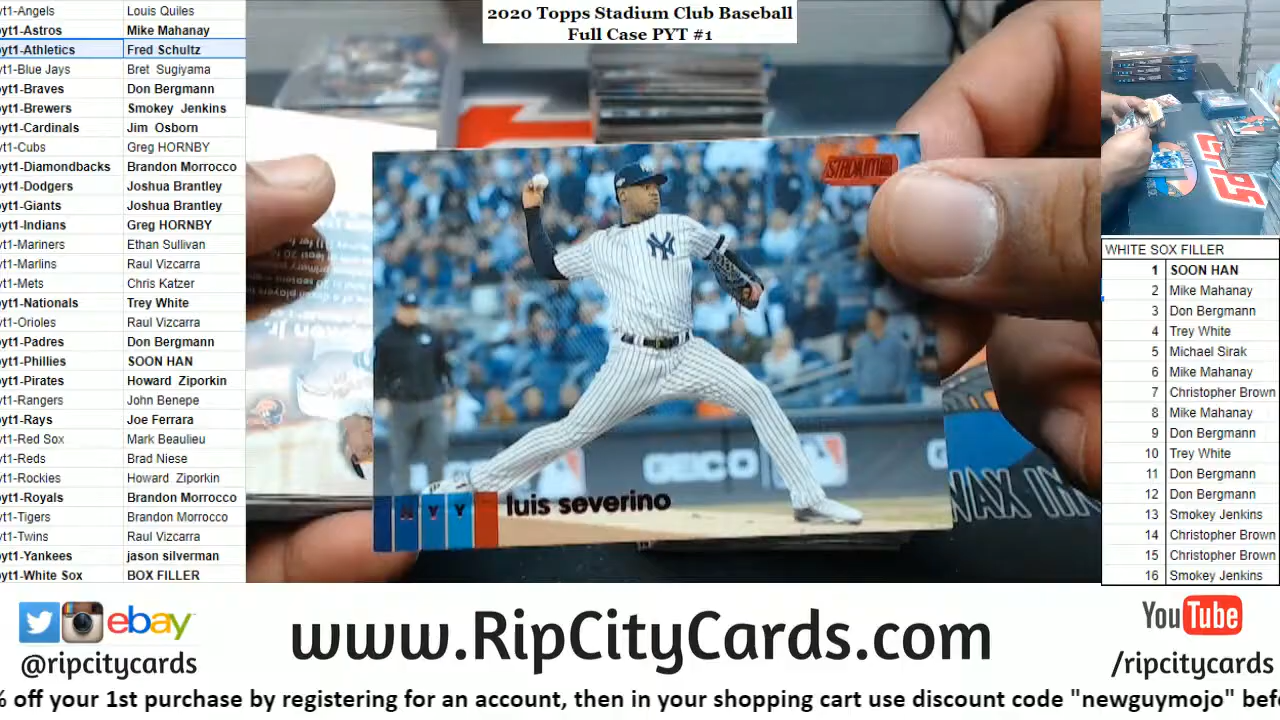 2020 Topps Stadium Club Baseball
Full Case PYT #1
yt1-Angels Louis Quiles
yt1-Astros Mike Mahanay
yt1-Athletics Fred Schultz
yt1-Blue Jays Bret Sugiyama
yt1-Braves Don Bergmann
yt1-Brewers Smokey Jenkins
yt1-Cardinals Jim Osborn
yt1-Cubs Greg HORNBY
yt1-Diamondbacks Brandon Morrocco
yt1-Dodgers Joshua Brantley
yt1-Giants Joshua Brantley
yt1-Indians Greg HORNBY
yt1-Mariners Ethan Sullivan
yt1-Marlins Raul Vizcarra
yt1-Mets Chris Katzer
yt1-Nationals Trey White
yt1-Orioles Raul Vizcarra
yt1-Padres Don Bergmann
yt1-Phillies SOON HAN
yt1-Pirates Howard Ziporkin
yt1-Rangers John Benepe
yt1-Rays Joe Ferrara
yt1-Red Sox Mark Beaulieu
yt1-Reds Brad Niese
yt1-Rockies Howard Ziporkin
yt1-Royals Brandon Morrocco
yt1-Tigers Brandon Morrocco
yt1-Twins Raul Vizcarra
yt1-Yankees jason silverman
yt1-White Sox BOX FILLER
STADIUM
NY
GEICO
N Y Y
luis severino
WAX IN
WHITE SOX FILLER
1 SOON HAN
2 Mike Mahanay
3 Don Bergmann
4 Trey White
5 Michael Sirak
6 Mike Mahanay
7 Christopher Brown
8 Mike Mahanay
9 Don Bergmann
10 Trey White
11 Don Bergmann
12 Don Bergmann
13 Smokey Jenkins
14 Christopher Brown
15 Christopher Brown
16 Smokey Jenkins
ebay
@ripcitycards
www.RipCityCards.com
YouTube
/ripcitycards
% off your 1st purchase by registering for an account, then in your shopping cart use discount code "newguymojo" befo